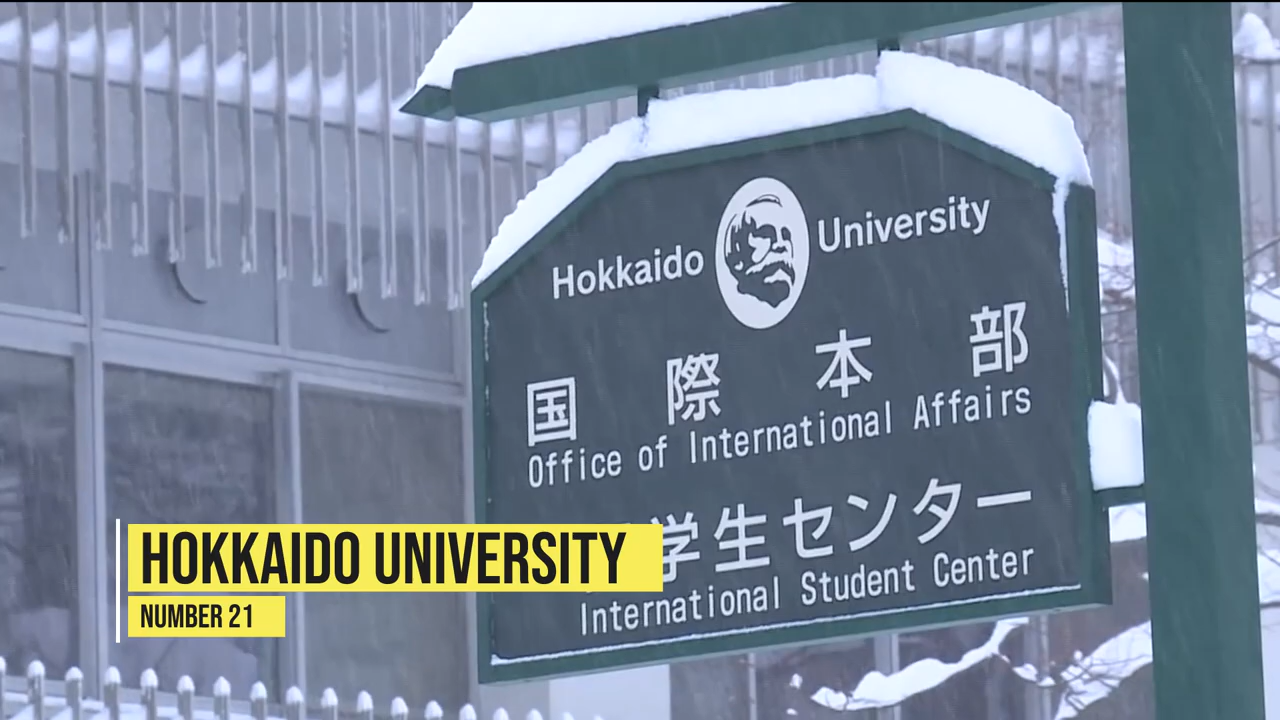 Hokkaido University
国際本部
Office of International Affairs
学生センター
International Student Center
HOKKAIDO UNIVERSITY
NUMBER 21